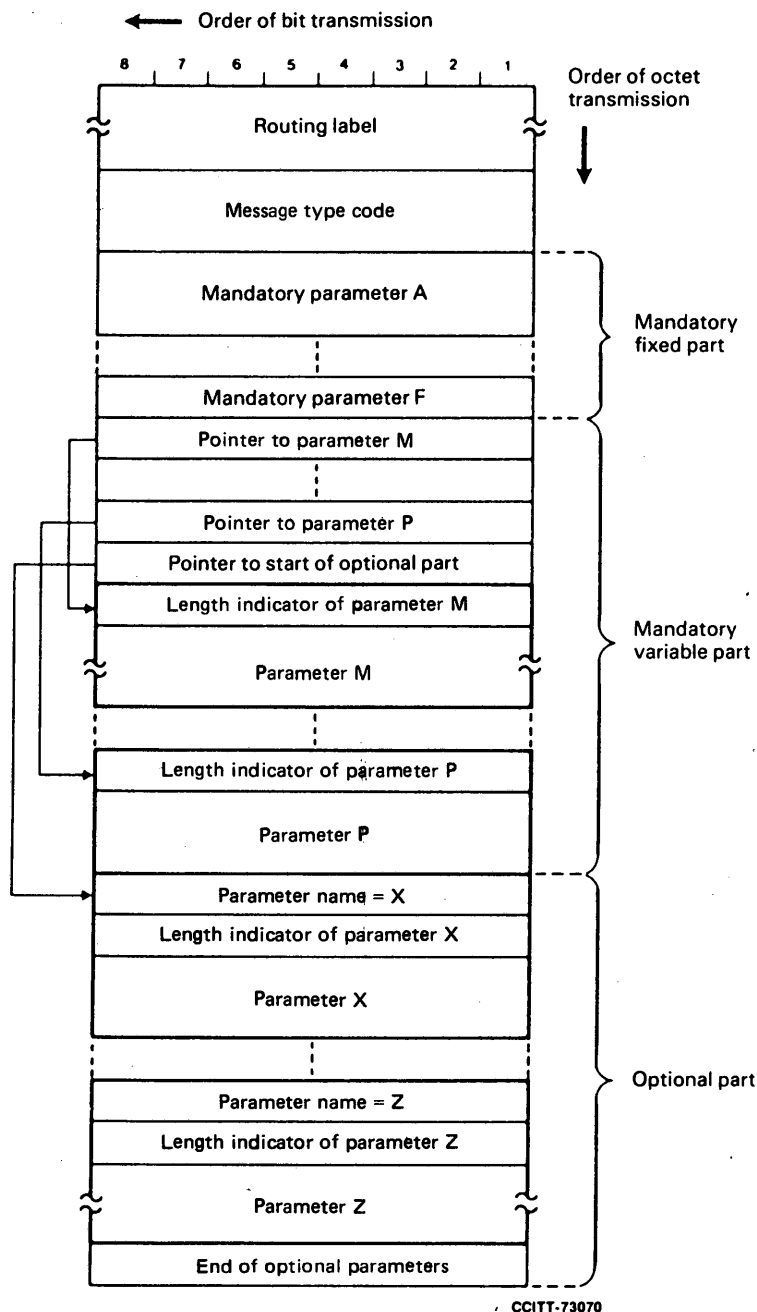 Order of bit transmission
8 7 6 5 4 3 2 1
Order of octet
transmission
Routing label
Message type code
Mandatory parameter A
Mandatory
fixed part
Mandatory parameter F
Pointer to parameter M
Pointer to parameter P
Pointer to start of optional part
Length indicator of parameter M
Mandatory
variable part
Parameter M
Length indicator of parameter P
Parameter P
Parameter name = X
Length indicator of parameter X
Parameter X
Optional part
Parameter name = Z
Length indicator of parameter Z
Parameter Z
End of optional parameters
CCITT-73070